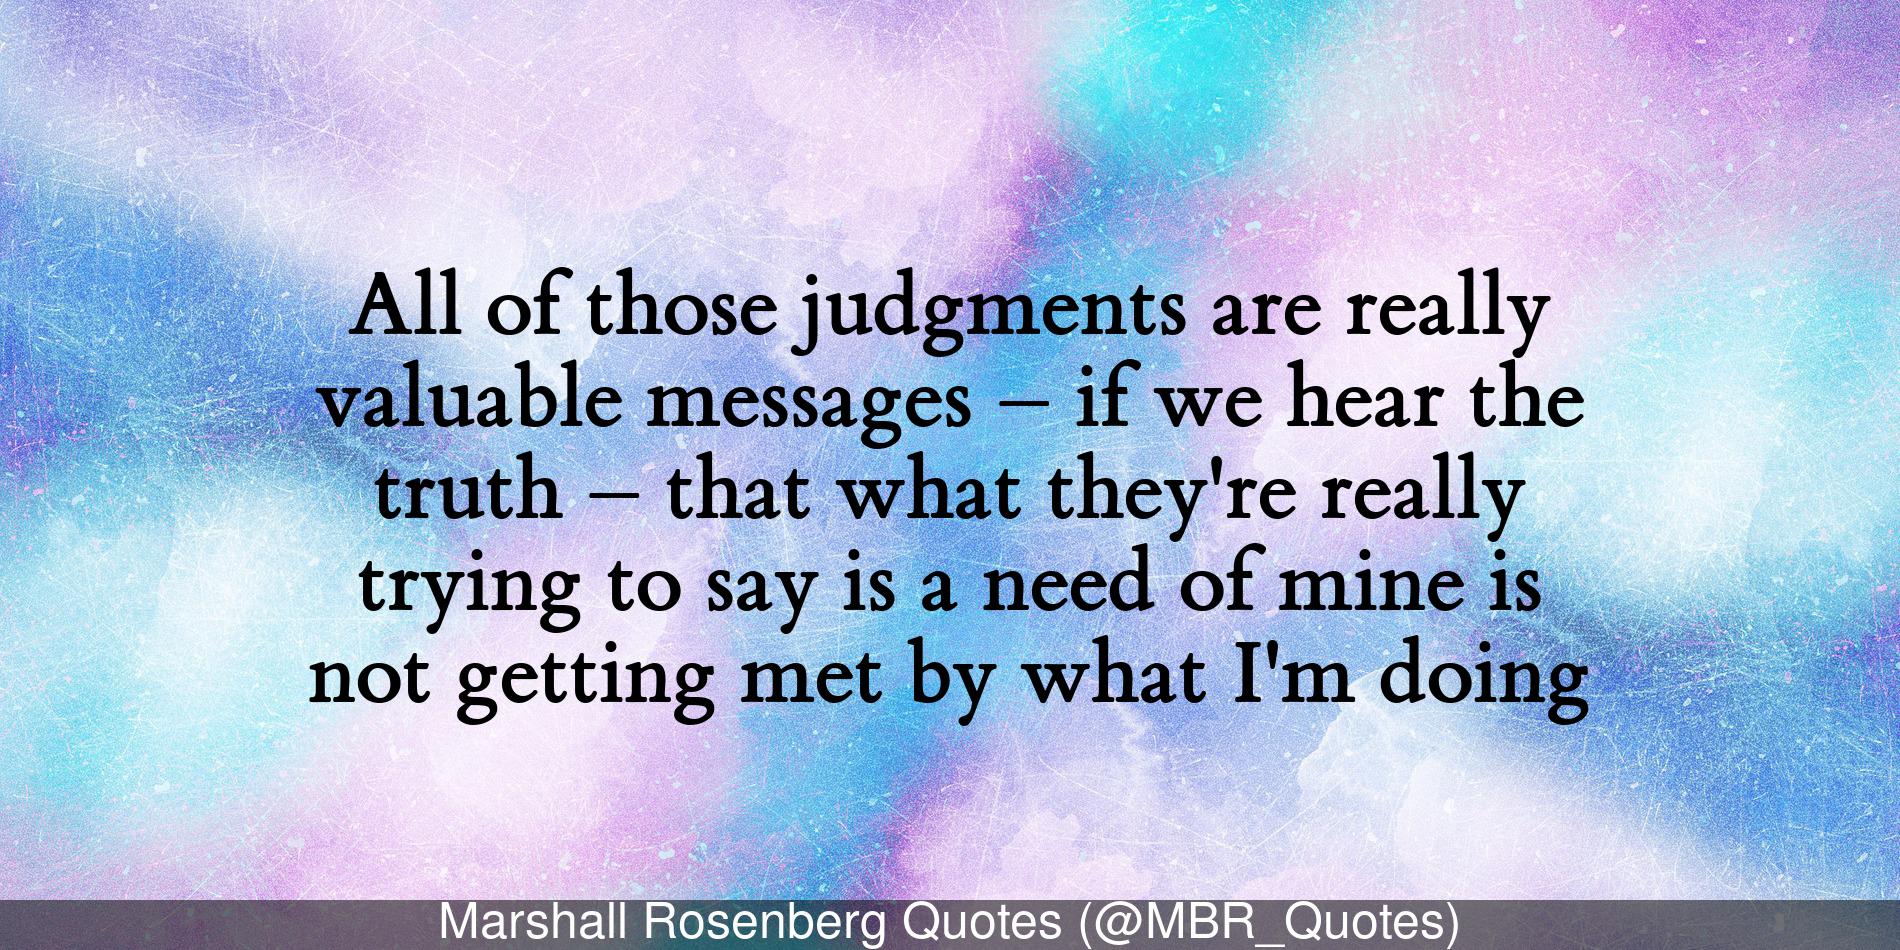 All of those judgments are really
valuable messages – if we hear the
truth – that what they're really
trying to say is a need of mine is
not getting met by what I'm doing
Marshall Rosenberg Quotes (@MBR_Quotes)